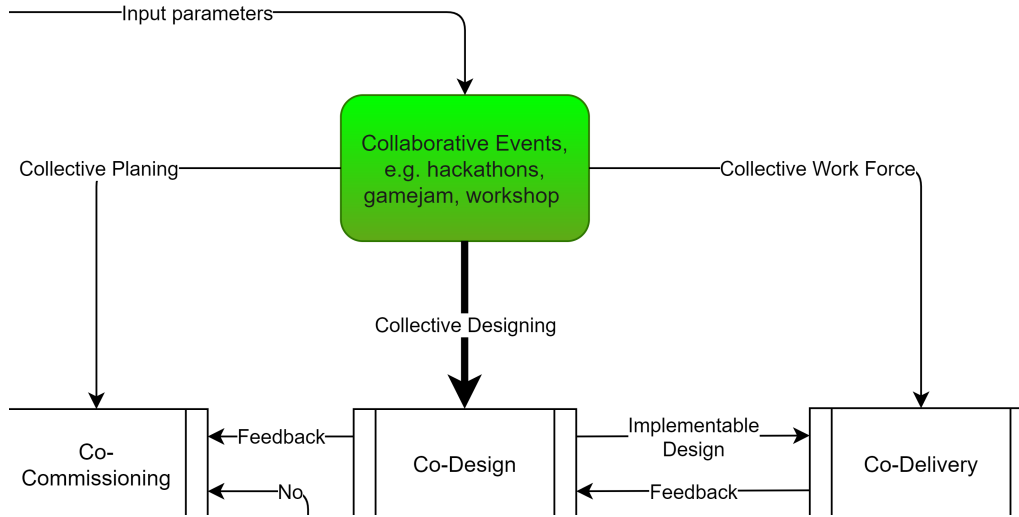 Input parameters
Collaborative Events,
e.g. hackathons,
gamejam, workshop
Collective Planing
Collective Work Force
Collective Designing
Co-
Commissioning
Feedback
No
Co-Design
Implementable
Design
Feedback
Co-Delivery